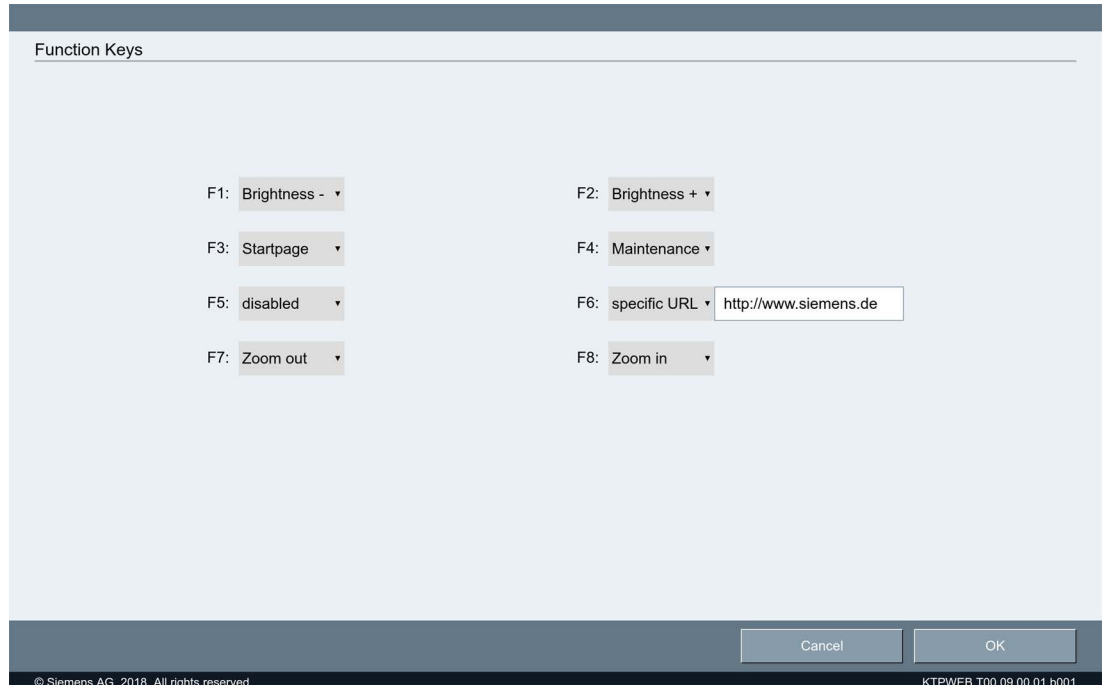 Function Keys
F1: Brightness - F2: Brightness +
F3: Startpage F4: Maintenance
F5: disabled F6: specific URL http://www.siemens.de
F7: Zoom out F8: Zoom in
Cancel OK
© Siemens AG, 2018. All rights reserved. KTPWEB T00.09.00.01 b001